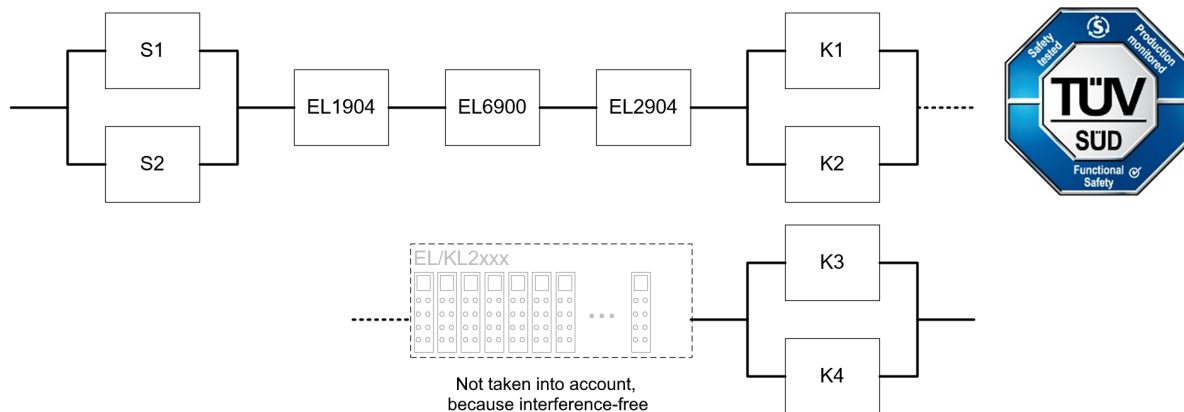 S1
K1
EL1904
EL6900
EL2904
S2
K2
Safety
tested
Production
monitored
TÜV
SÜD
Functional
Safety
EL/KL2xxx
K3
K4
Not taken into account,
because interference-free